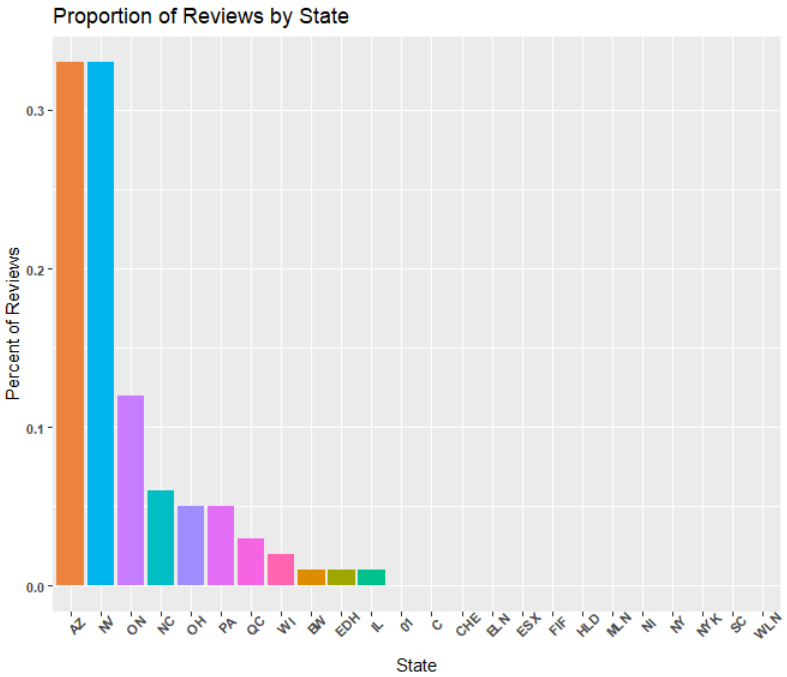 Proportion of Reviews by State
Percent of Reviews
0.3
0.2
0.1
0.0
AZ NV ON NC OH PA QC WI BW EDH IL 01 C CHE ELN ESX FIF HLD MLN NI NY NYK SC WLN
State